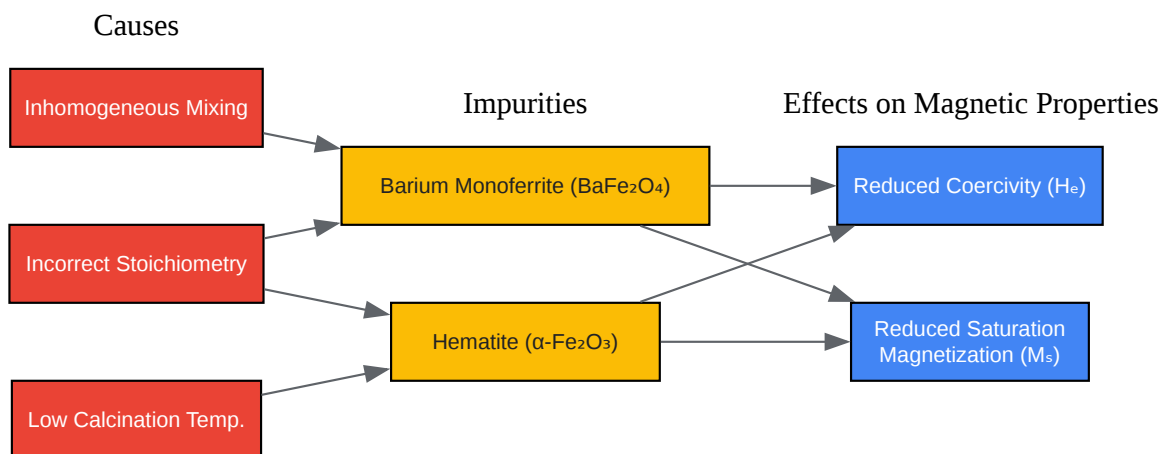 Causes
Inhomogeneous Mixing
Incorrect Stoichiometry
Low Calcination Temp.
Impurities
Barium Monoferrite (BaFe₂O₄)
Hematite (α-Fe₂O₃)
Effects on Magnetic Properties
Reduced Coercivity (Hₑ)
Reduced Saturation
Magnetization (Mₛ)